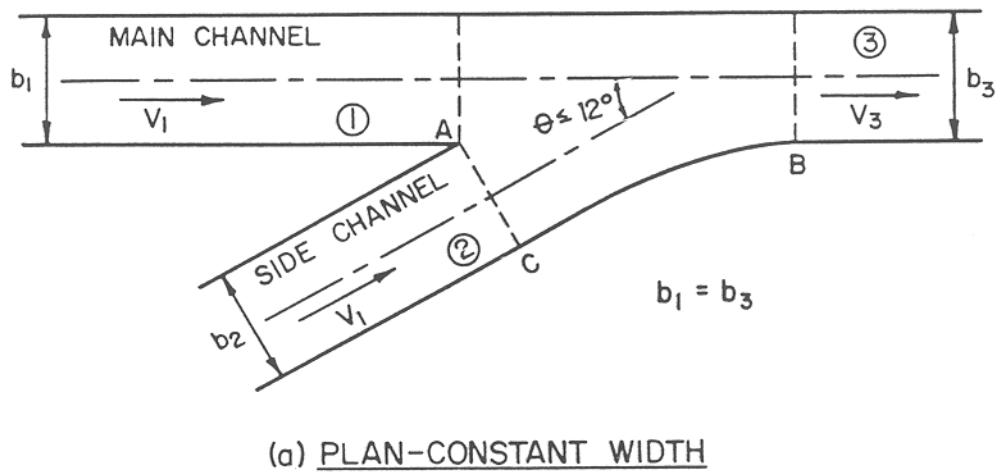 MAIN CHANNEL
③
b₁
b₃
V₁
①
A
θ ≤ 12°
V₃
B
SIDE CHANNEL
②
C
b₁ = b₃
V₁
b₂
(a) PLAN-CONSTANT WIDTH